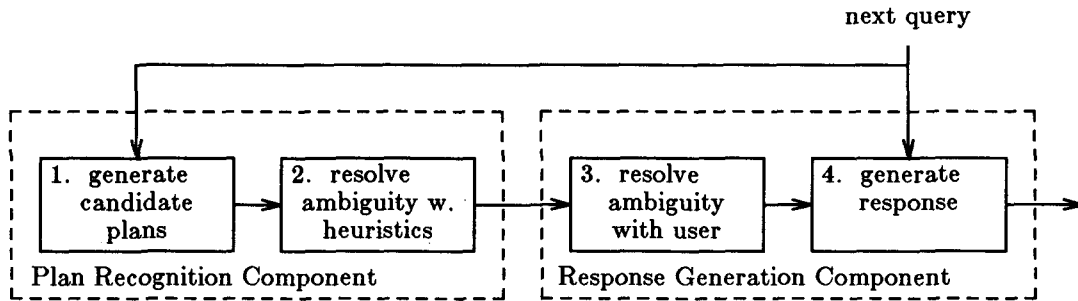 next query
1. generate
candidate
plans
2. resolve
ambiguity w.
heuristics
3. resolve
ambiguity
with user
4. generate
response
Plan Recognition Component
Response Generation Component